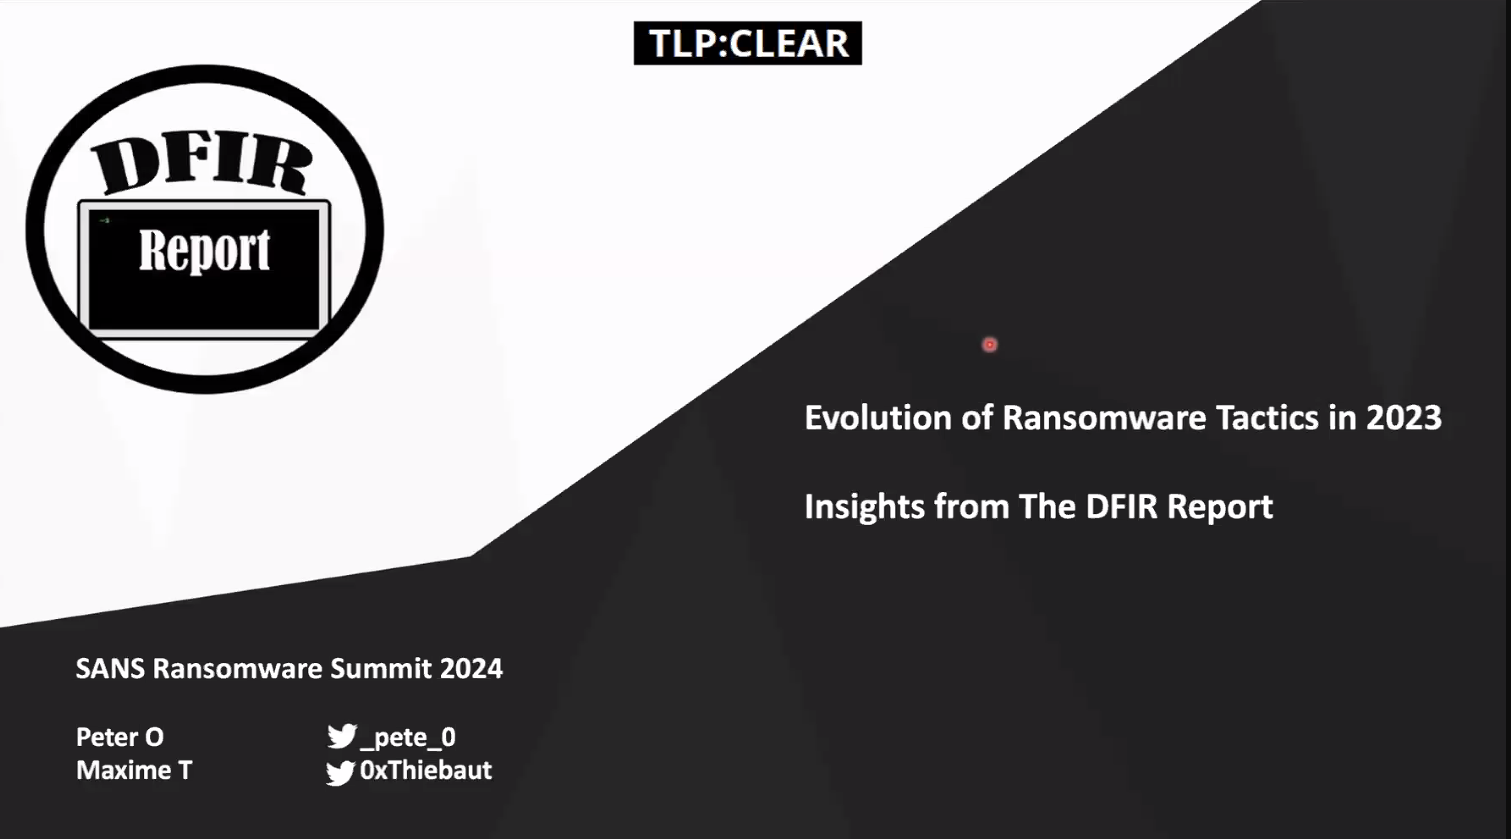 TLP:CLEAR
DFIR
Report
Evolution of Ransomware Tactics in 2023
Insights from The DFIR Report
SANS Ransomware Summit 2024
Peter O _pete_0
Maxime T 0xThiebaut